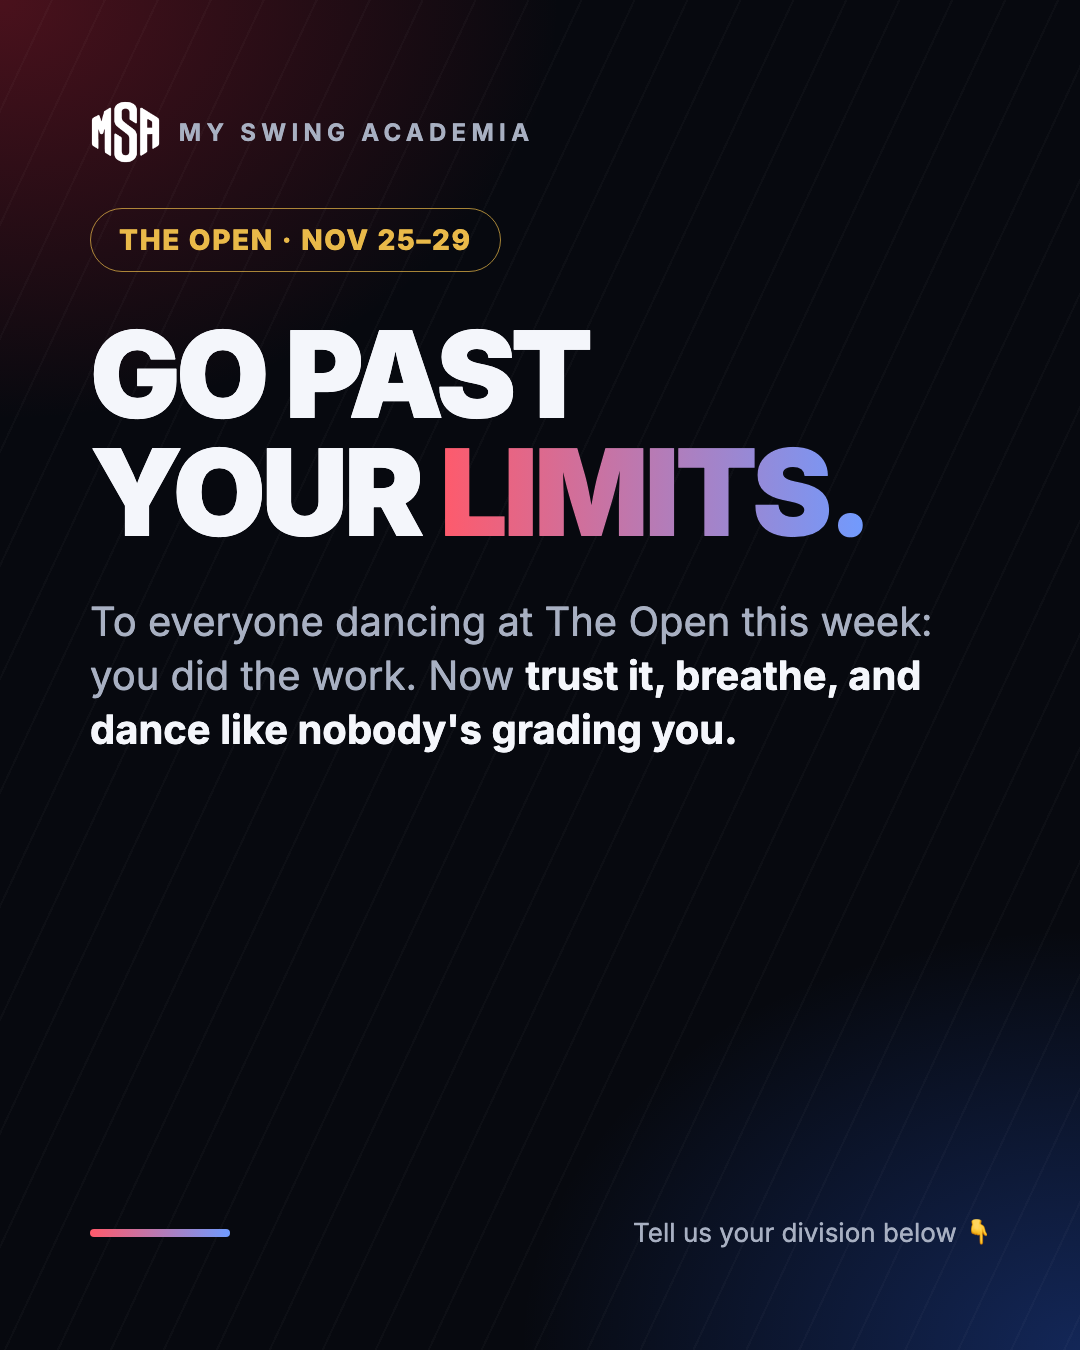 MSA MY SWING ACADEMIA
THE OPEN · NOV 25–29
GO PAST
YOUR LIMITS.
To everyone dancing at The Open this week:
you did the work. Now trust it, breathe, and
dance like nobody's grading you.
Tell us your division below 👇